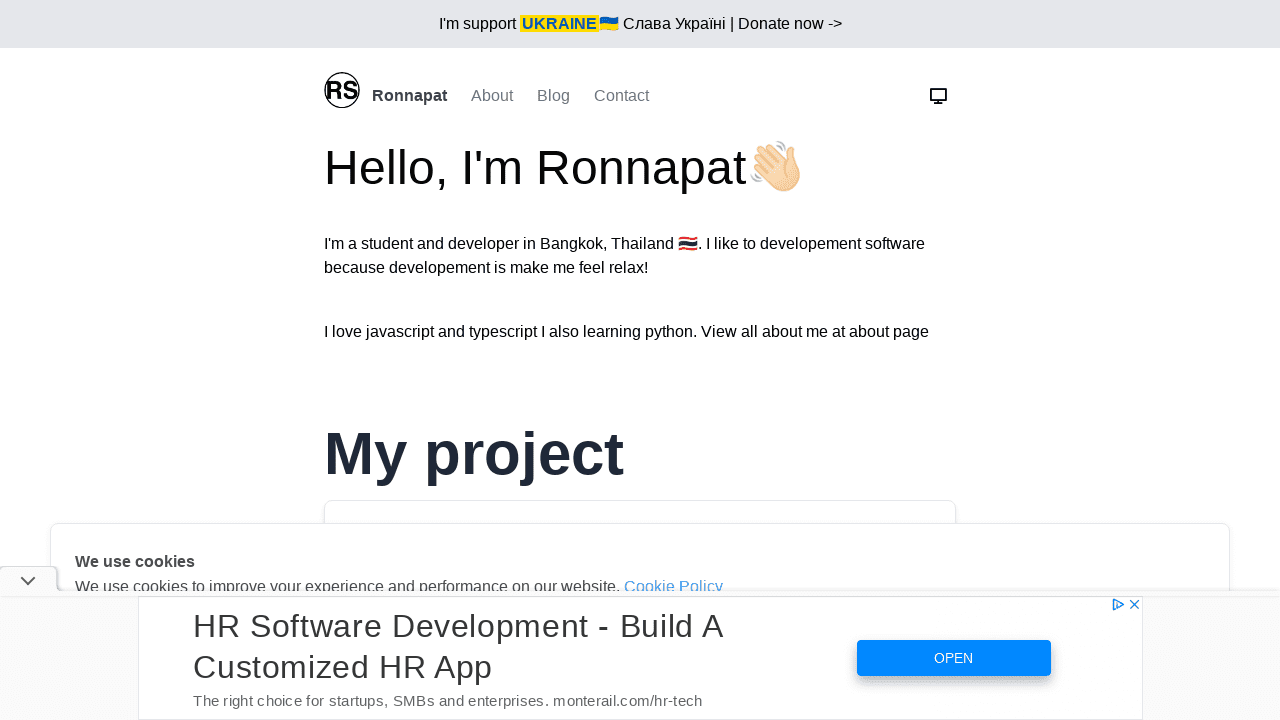 I'm support UKRAINE🇺🇦 Слава Україні | Donate now ->
RS Ronnapat About Blog Contact
Hello, I'm Ronnapat👋🏻
I'm a student and developer in Bangkok, Thailand 🇹🇭. I like to developement software
because developement is make me feel relax!
I love javascript and typescript I also learning python. View all about me at about page
My project
We use cookies
We use cookies to improve your experience and performance on our website. Cookie Policy
HR Software Development - Build A
Customized HR App
The right choice for startups, SMBs and enterprises. monterail.com/hr-tech
OPEN